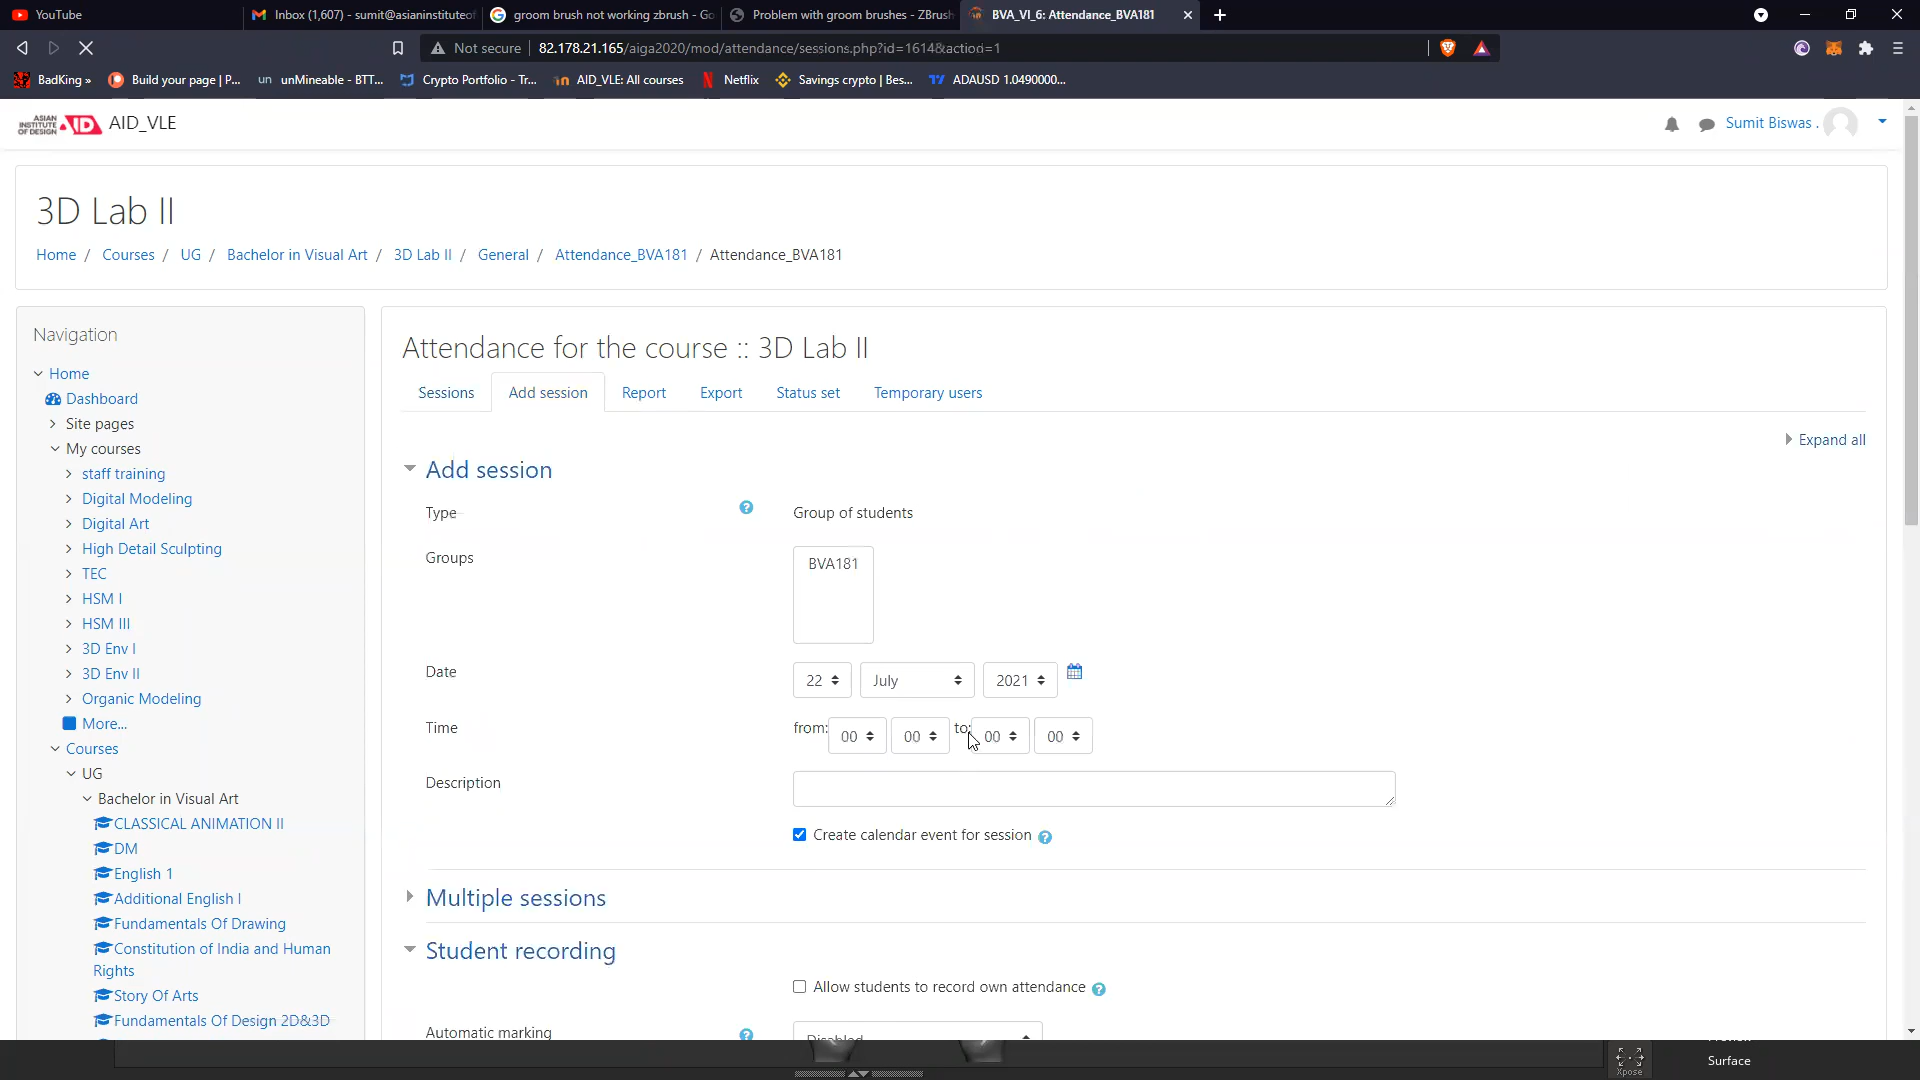 YouTube
Inbox (1,607) - sumit@asianinstituteof
groom brush not working zbrush - Go
Problem with groom brushes - ZBrush
BVA_VI_6: Attendance_BVA181
Not secure
82.178.21.165/aiga2020/mod/attendance/sessions.php?id=1614&action=1
BadKing »
Build your page | P...
un unMineable - BTT...
Crypto Portfolio - Tr...
AID_VLE: All courses
Netflix
Savings crypto | Bes...
ADAUSD 1.0490000...
ASIAN INSTITUTE OF DESIGN AID
AID_VLE
Sumit Biswas .
3D Lab II
Home / Courses / UG / Bachelor in Visual Art / 3D Lab II / General / Attendance_BVA181 / Attendance_BVA181
Navigation
Home
Dashboard
Site pages
My courses
staff training
Digital Modeling
Digital Art
High Detail Sculpting
TEC
HSM I
HSM III
3D Env I
3D Env II
Organic Modeling
More...
Courses
UG
Bachelor in Visual Art
CLASSICAL ANIMATION II
DM
English 1
Additional English I
Fundamentals Of Drawing
Constitution of India and Human
Rights
Story Of Arts
Fundamentals Of Design 2D&3D
Attendance for the course :: 3D Lab II
Sessions
Add session
Report
Export
Status set
Temporary users
Expand all
Add session
Type
Group of students
Groups
BVA181
Date
22
July
2021
Time
from:
00
00
to:
00
00
Description
Create calendar event for session
Multiple sessions
Student recording
Allow students to record own attendance
Automatic marking
Disabled
Xpose
Surface